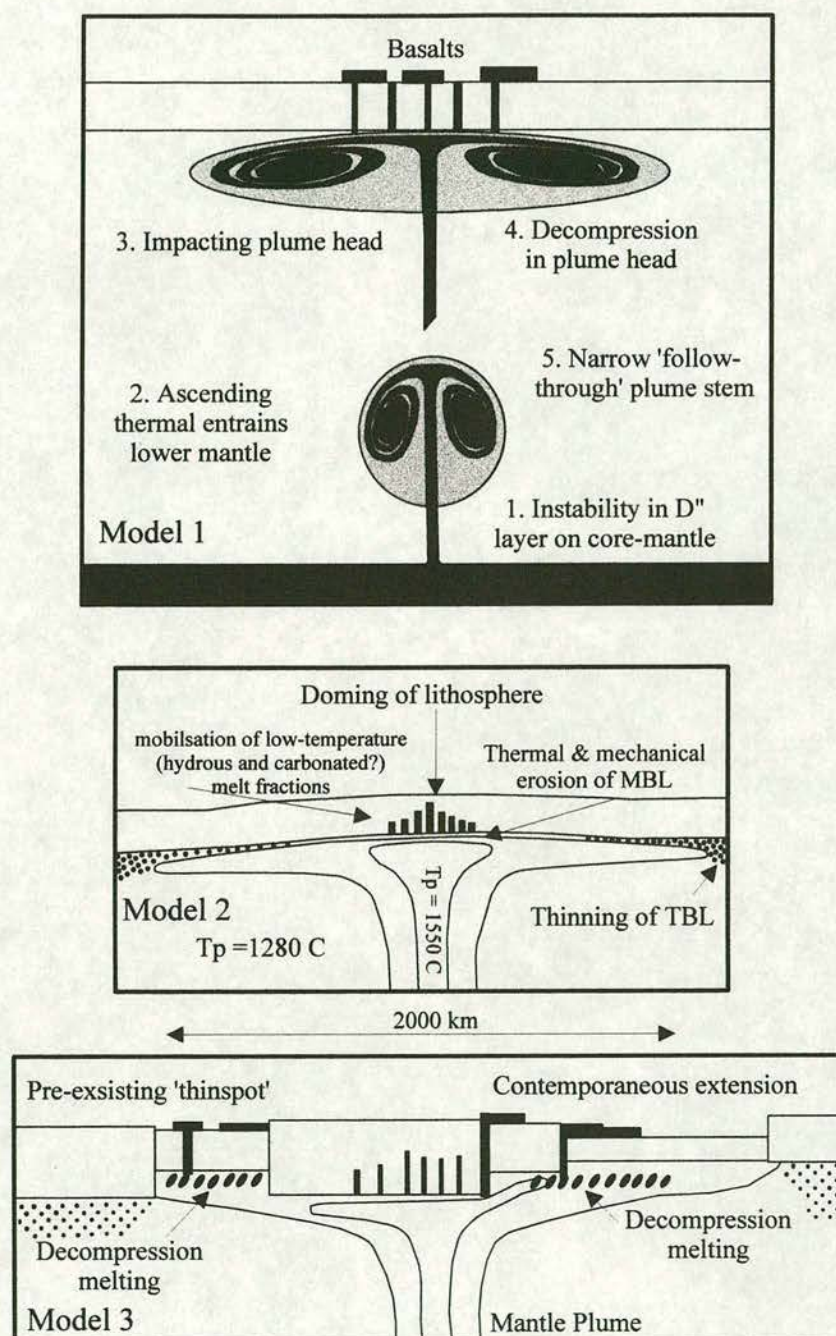 Basalts
3. Impacting plume head
4. Decompression
in plume head
2. Ascending
thermal entrains
lower mantle
5. Narrow 'follow-
through' plume stem
1. Instability in D"
layer on core-mantle
Model 1
Doming of lithosphere
mobilsation of low-temperature
(hydrous and carbonated?)
melt fractions
Thermal & mechanical
erosion of MBL
Tp = 1550 C
Model 2
Tp =1280 C
Thinning of TBL
2000 km
Pre-exsisting 'thinspot'
Contemporaneous extension
Decompression
melting
Decompression
melting
Model 3
Mantle Plume